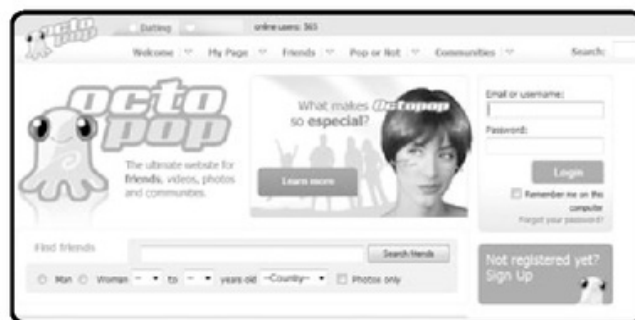 octo
pop
Dating
online users: 365
Welcome
My Page
Friends
Pop or Not
Communities
Search:
octo
pop
The ultimate website for
friends, videos, photos
and communities.
What makes Octopop
so especial?
Learn more
Email or username:
Password:
Login
Remember me on this
computer
Forgot your password?
Find friends
Search friends
Man Woman -- to -- years old --Country-- Photos only
Not registered yet?
Sign Up